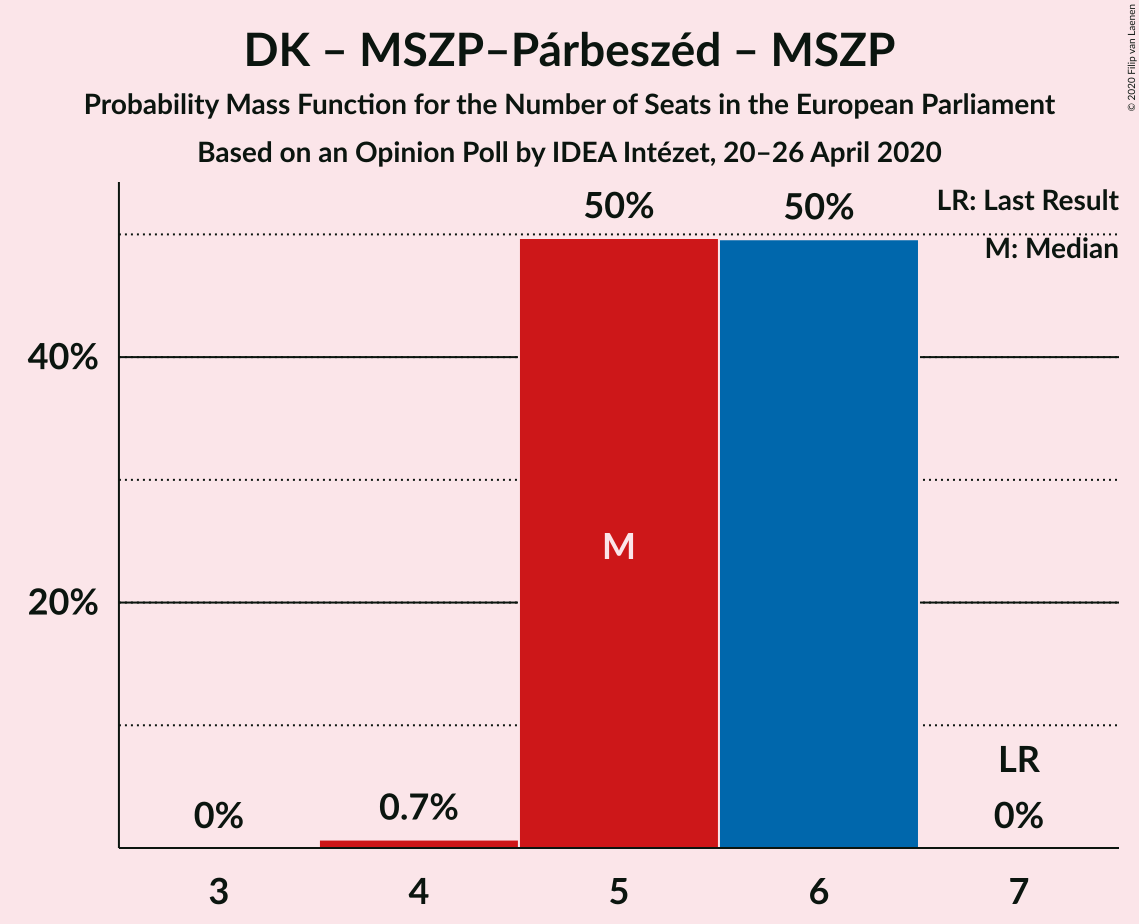 DK – MSZP–Párbeszéd – MSZP
Probability Mass Function for the Number of Seats in the European Parliament
Based on an Opinion Poll by IDEA Intézet, 20–26 April 2020
© 2020 Filip van Laenen
LR: Last Result
M: Median
50%
50%
40%
20%
M
LR
0%
0.7%
0%
3
4
5
6
7